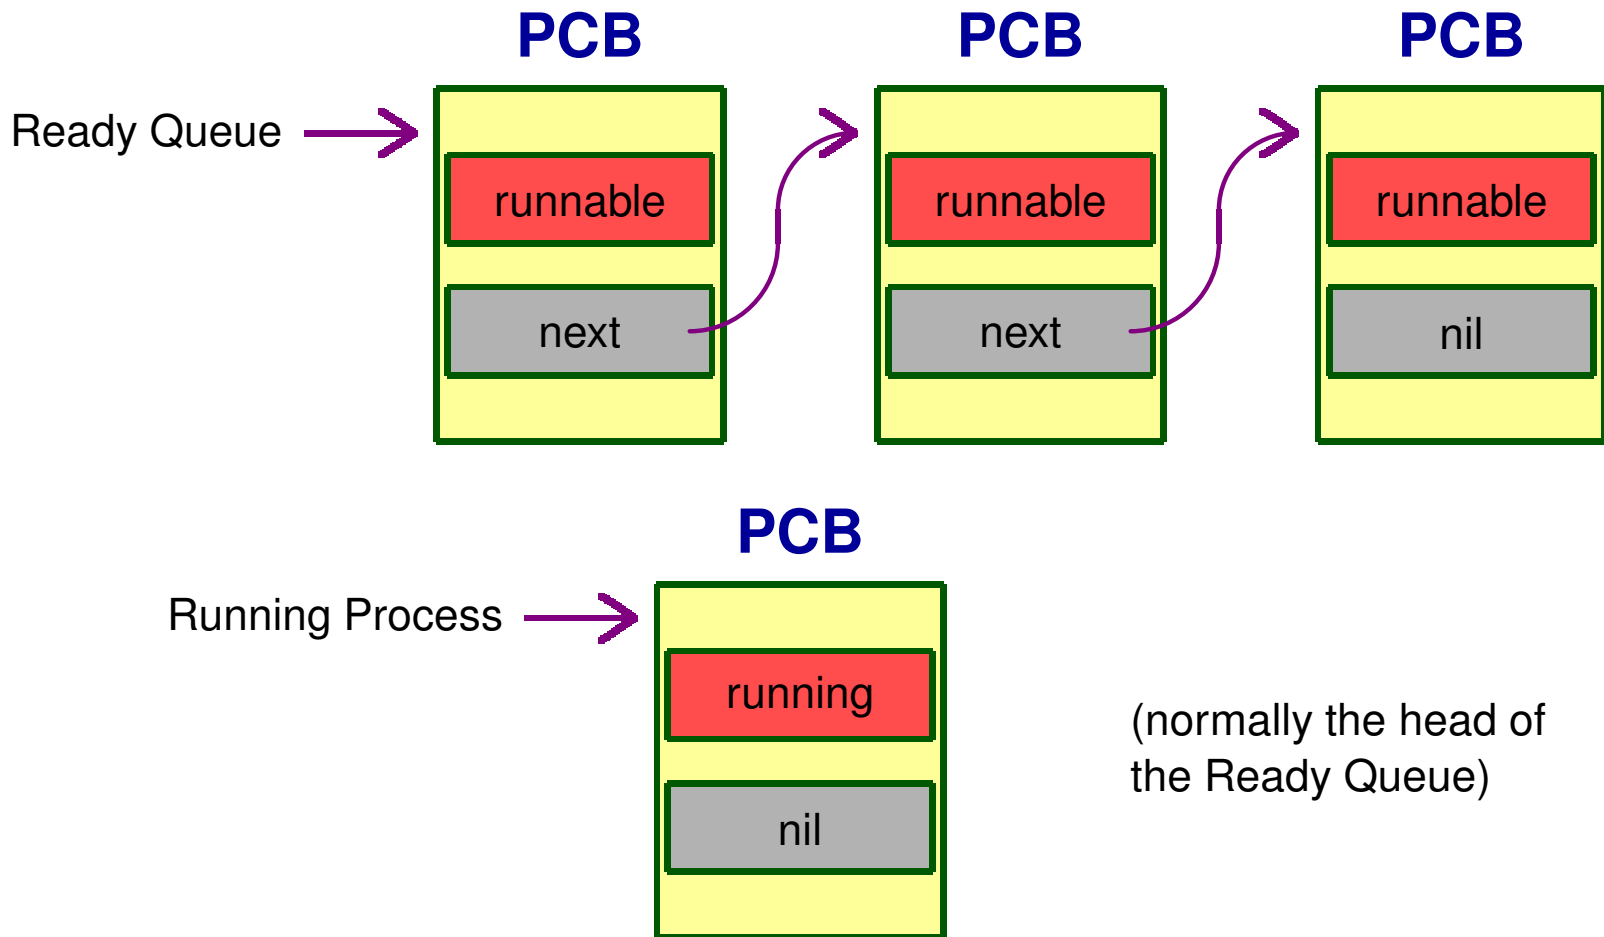 PCB
PCB
PCB
Ready Queue
runnable
runnable
runnable
next
next
nil
PCB
Running Process
running
(normally the head of
the Ready Queue)
nil